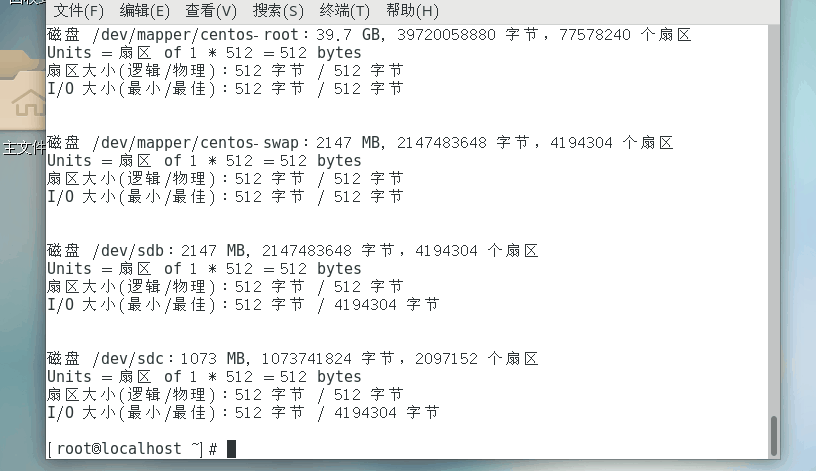 文件(F) 编辑(E) 查看(V) 搜索(S) 终端(T) 帮助(H)
磁盘 /dev/mapper/centos-root：39.7 GB, 39720058880 字节，77578240 个扇区
Units = 扇区 of 1 * 512 = 512 bytes
扇区大小(逻辑/物理)：512 字节 / 512 字节
I/O 大小(最小/最佳)：512 字节 / 512 字节
磁盘 /dev/mapper/centos-swap：2147 MB, 2147483648 字节，4194304 个扇区
Units = 扇区 of 1 * 512 = 512 bytes
扇区大小(逻辑/物理)：512 字节 / 512 字节
I/O 大小(最小/最佳)：512 字节 / 512 字节
磁盘 /dev/sdb：2147 MB, 2147483648 字节，4194304 个扇区
Units = 扇区 of 1 * 512 = 512 bytes
扇区大小(逻辑/物理)：512 字节 / 512 字节
I/O 大小(最小/最佳)：512 字节 / 4194304 字节
磁盘 /dev/sdc：1073 MB, 1073741824 字节，2097152 个扇区
Units = 扇区 of 1 * 512 = 512 bytes
扇区大小(逻辑/物理)：512 字节 / 512 字节
I/O 大小(最小/最佳)：512 字节 / 4194304 字节
[root@localhost ~]#
主文件